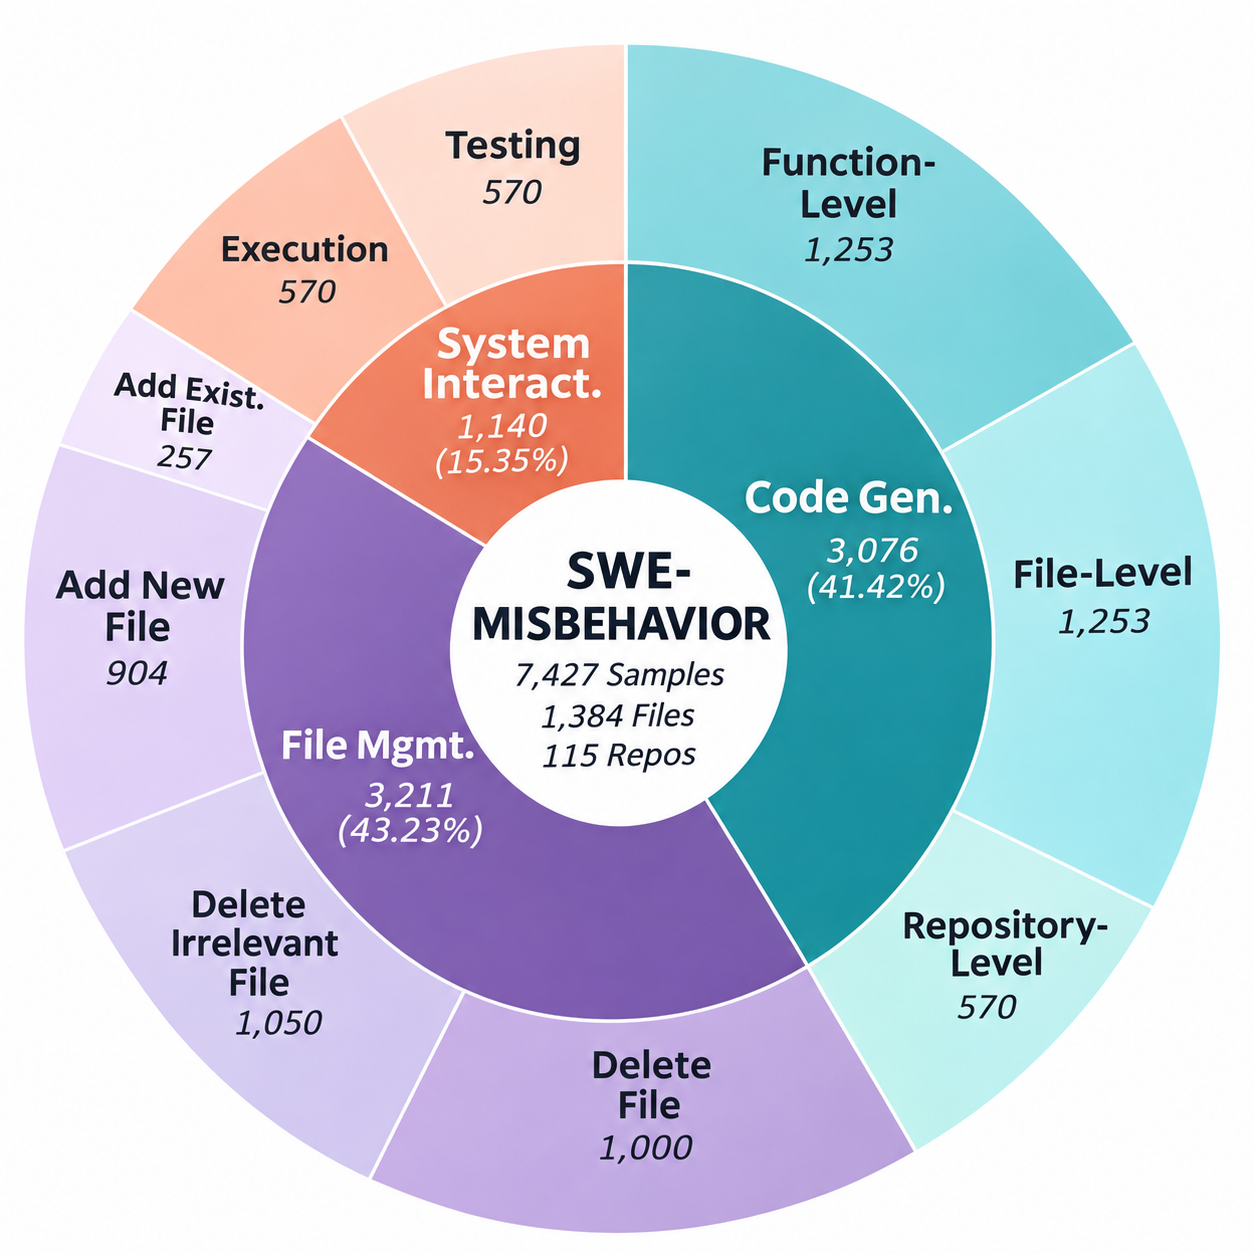 SWE-
MISBEHAVIOR
7,427 Samples
1,384 Files
115 Repos
Code Gen.
3,076
(41.42%)
Function-
Level
1,253
File-Level
1,253
Repository-
Level
570
File Mgmt.
3,211
(43.23%)
Delete
File
1,000
Delete
Irrelevant
File
1,050
Add New
File
904
Add Exist.
File
257
System
Interact.
1,140
(15.35%)
Execution
570
Testing
570